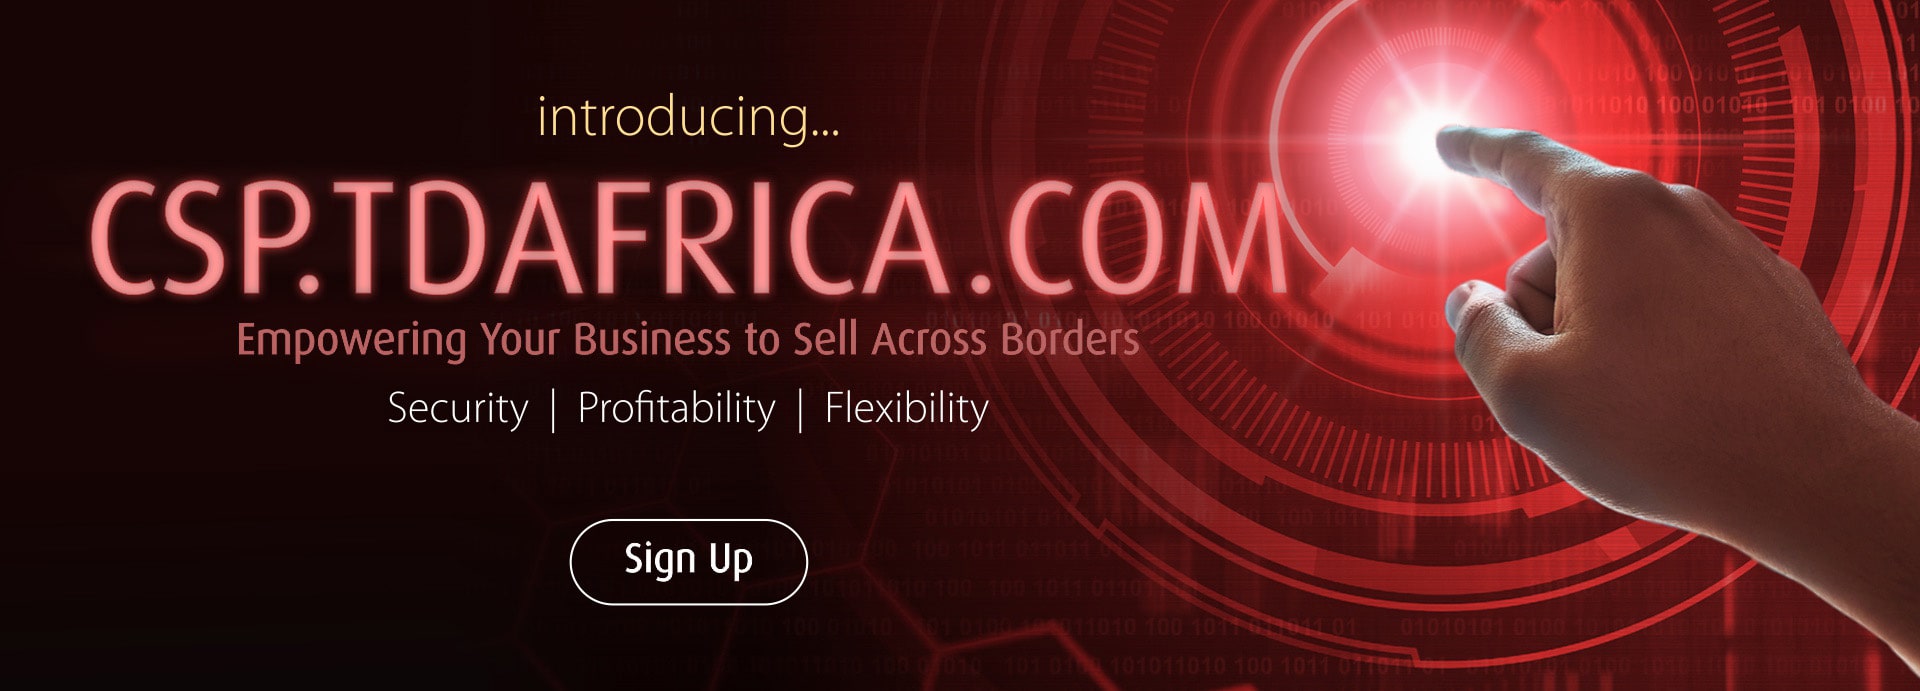 introducing...
CSP.TDAFRICA.COM
Empowering Your Business to Sell Across Borders
Security | Profitability | Flexibility
Sign Up